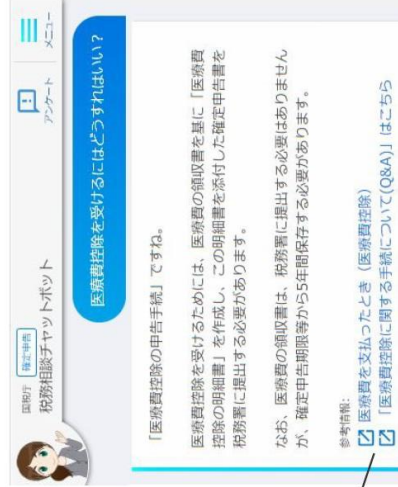 国税庁 確定申告
税務相談チャットボット
アンケート
メニュー
医療費控除を受けるにはどうすればいい？
「医療費控除の申告手続」ですね。
医療費控除を受けるためには、医療費の領収書を基に「医療費
控除の明細書」を作成し、この明細書を添付した確定申告書を
税務署に提出する必要があります。
なお、医療費の領収書は、税務署に提出する必要はありません
が、確定申告期限等から5年間保存する必要があります。
参考情報:
医療費を支払ったとき（医療費控除）
「医療費控除に関する手続について(Q&A)」はこちら